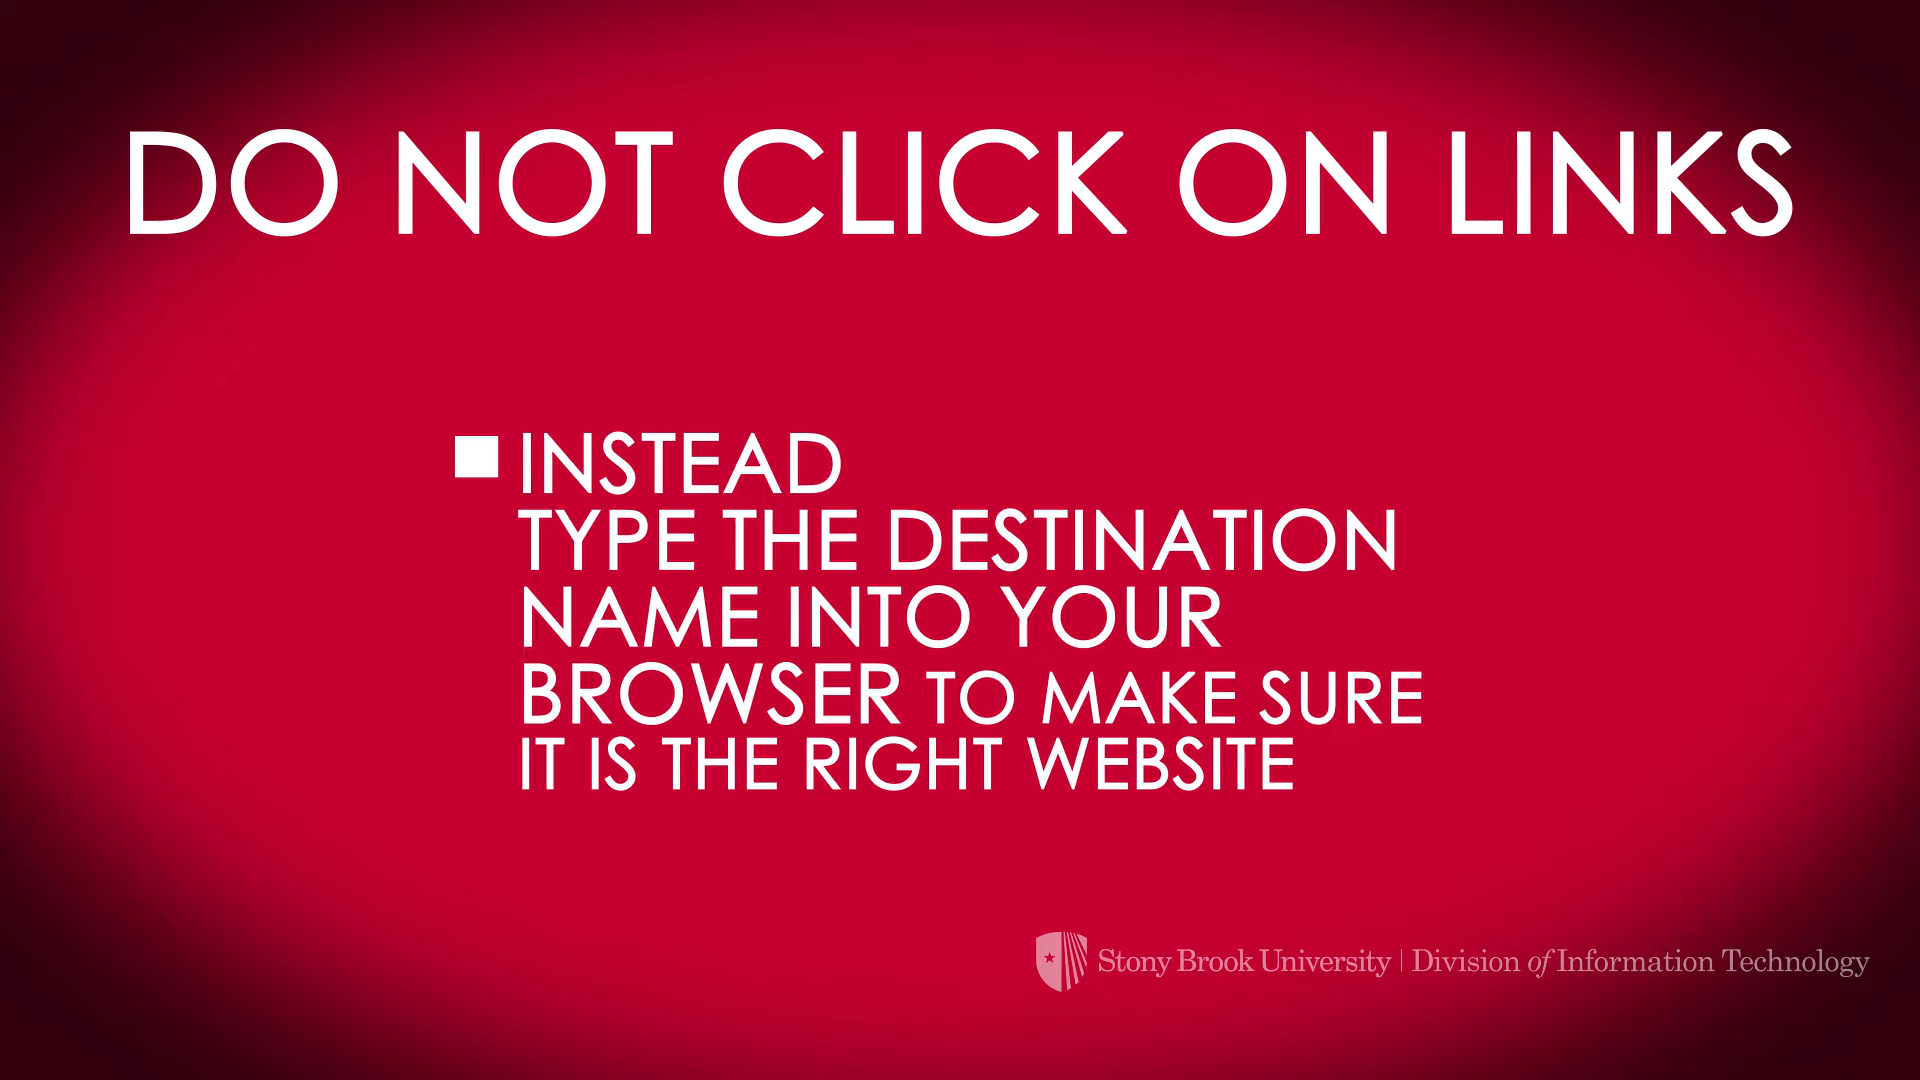 DO NOT CLICK ON LINKS
INSTEAD
TYPE THE DESTINATION
NAME INTO YOUR
BROWSER TO MAKE SURE
IT IS THE RIGHT WEBSITE
Stony Brook University | Division of Information Technology